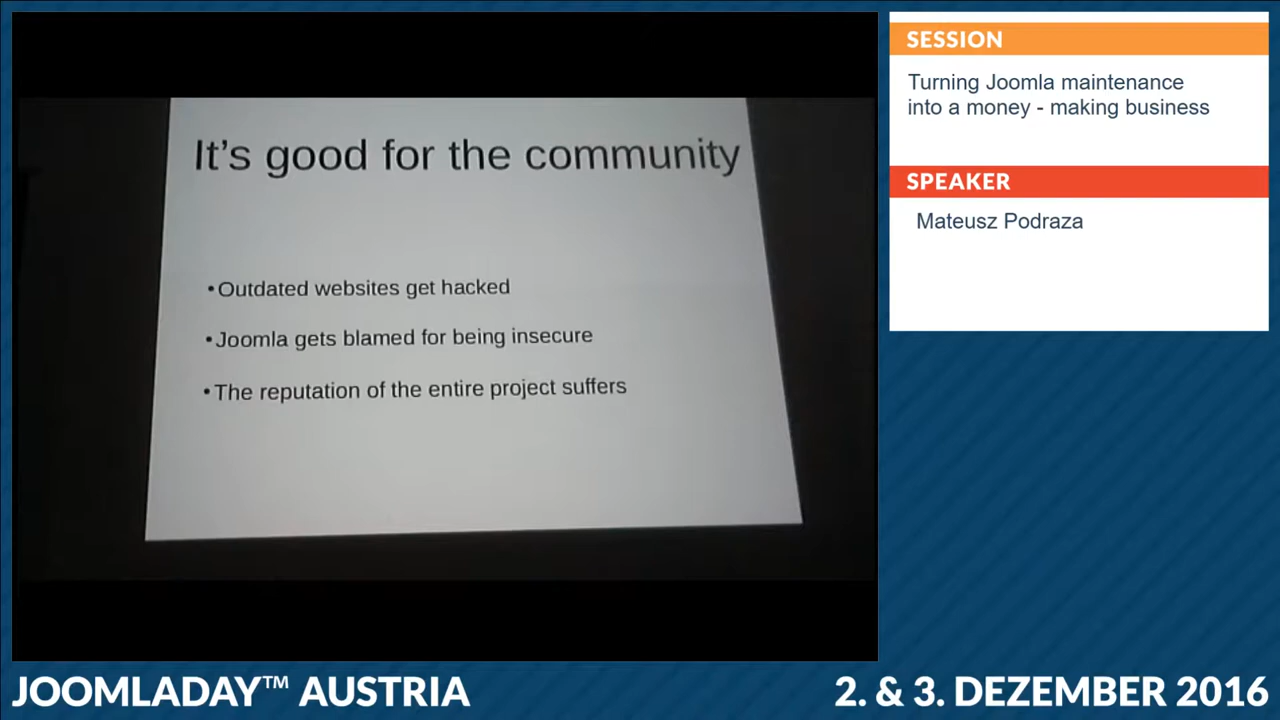 It's good for the community
•Outdated websites get hacked
•Joomla gets blamed for being insecure
•The reputation of the entire project suffers
SESSION
Turning Joomla maintenance
into a money - making business
SPEAKER
Mateusz Podraza
JOOMLADAY™ AUSTRIA
2. & 3. DEZEMBER 2016